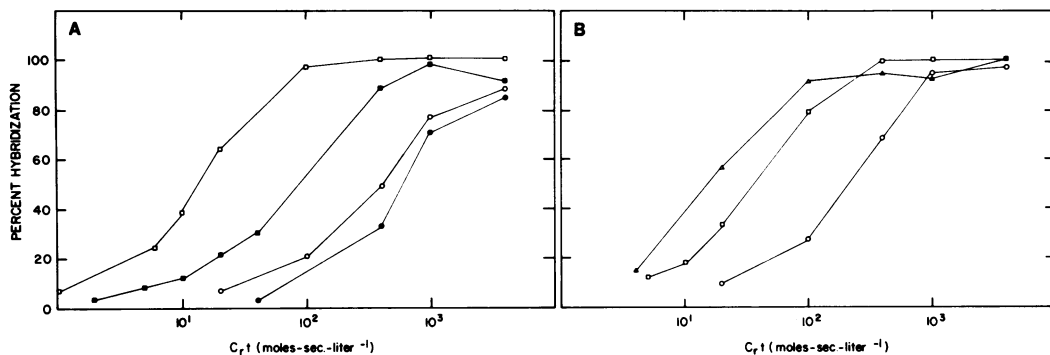 A
B
PERCENT HYBRIDIZATION
100
80
60
40
20
0
10¹
10²
10³
10¹
10²
10³
C_r t (moles-sec.-liter ⁻¹)
C_r t (moles-sec.-liter ⁻¹)